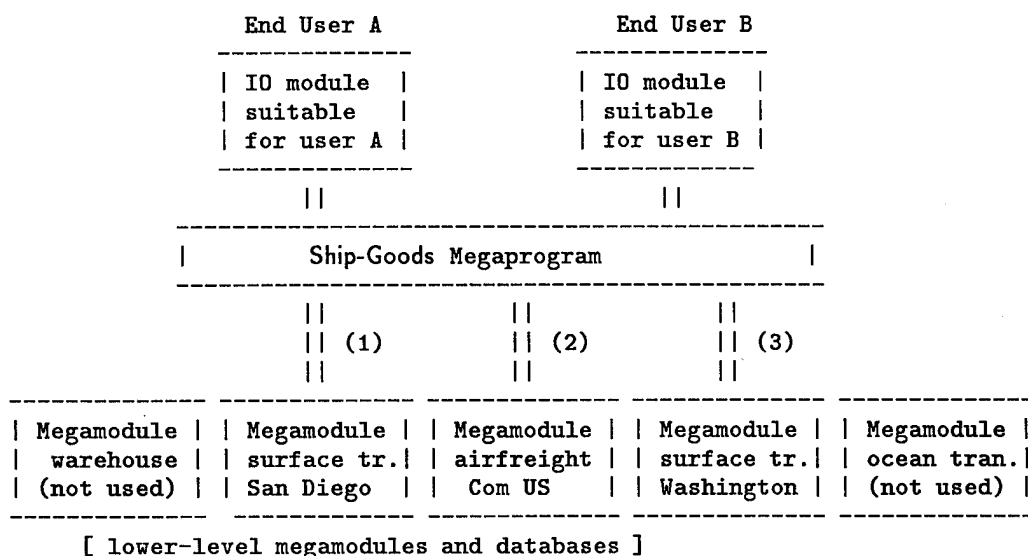 End User A End User B
| IO module | | IO module |
| suitable | | suitable |
| for user A | | for user B |
|| ||
| Ship-Goods Megaprogram |
|| || ||
|| (1) || (2) || (3)
|| || ||
| Megamodule | | Megamodule | | Megamodule | | Megamodule | | Megamodule |
| warehouse | | surface tr.| | airfreight | | surface tr.| | ocean tran.|
| (not used) | | San Diego | | Com US | | Washington | | (not used) |
[ lower-level megamodules and databases ]